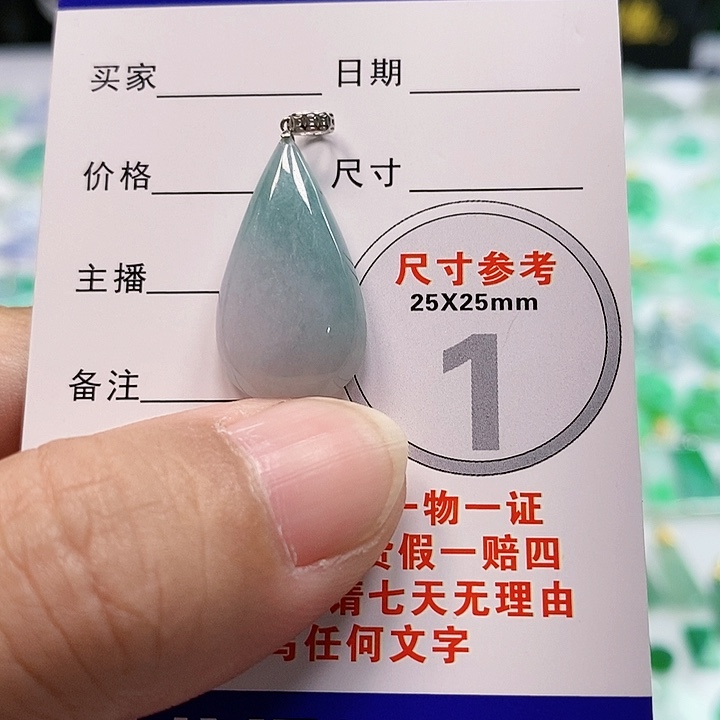 买家 日期
价格 尺寸
主播
备注
尺寸参考
25X25mm
1
一物一证
假一赔四
七天无理由
任何文字